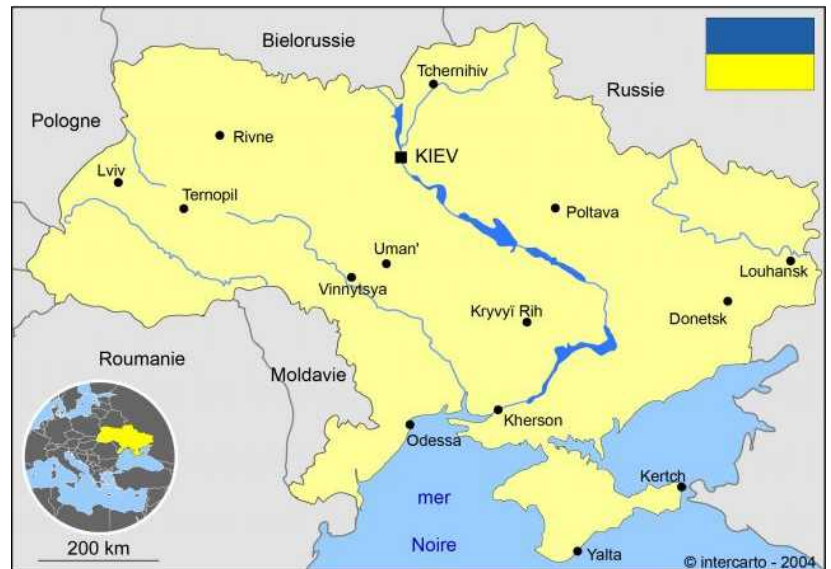 Bielorussie
Tchernihiv
Russie
Pologne
Rivne
KIEV
Lviv
Ternopil
Poltava
Uman'
Louhansk
Vinnytsya
Kryvyï Rih
Donetsk
Roumanie
Moldavie
Kherson
Odessa
Kertch
mer
Noire
200 km
Yalta
© intercarto - 2004